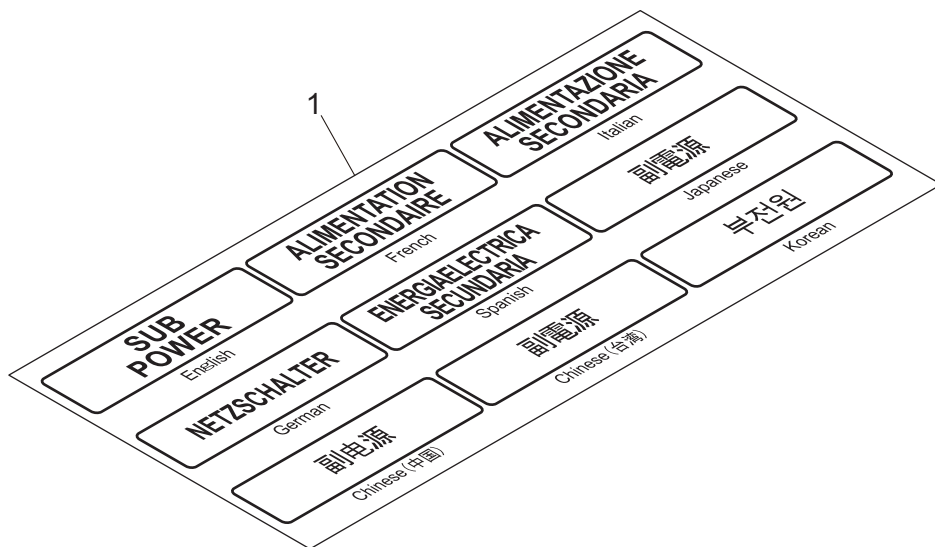 1
SUB
POWER
English
ALIMENTATION
SECONDAIRE
French
ALIMENTAZIONE
SECONDARIA
Italian
NETZSCHALTER
German
ENERGIAELECTRICA
SECUNDARIA
Spanish
副電源
Japanese
副电源
Chinese(中国)
副電源
Chinese(台湾)
부전원
Korean